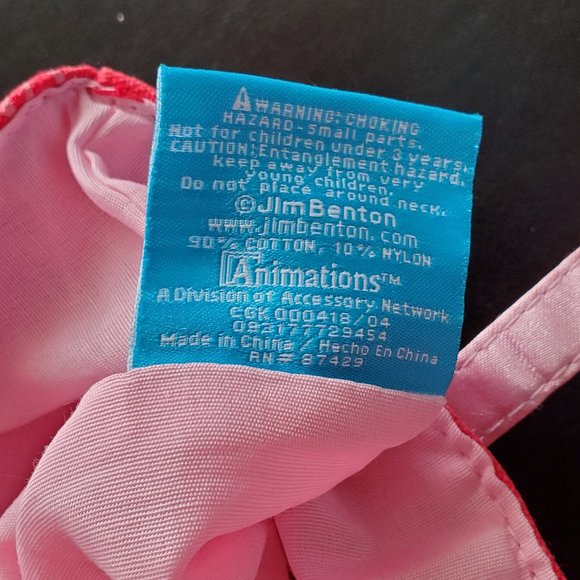 ⚠WARNING: CHOKING
HAZARD-Small parts.
Not for children under 3 years.
CAUTION:Entanglement hazard.
keep away from very
young children.
Do not place around neck.
©JimBenton
www.jimbenton.com
90% COTTON, 10% NYLON
Animations™
A Division of Accessory Network
CGK 000418/04
093177729454
Made in China / Hecho En China
RN# 87429